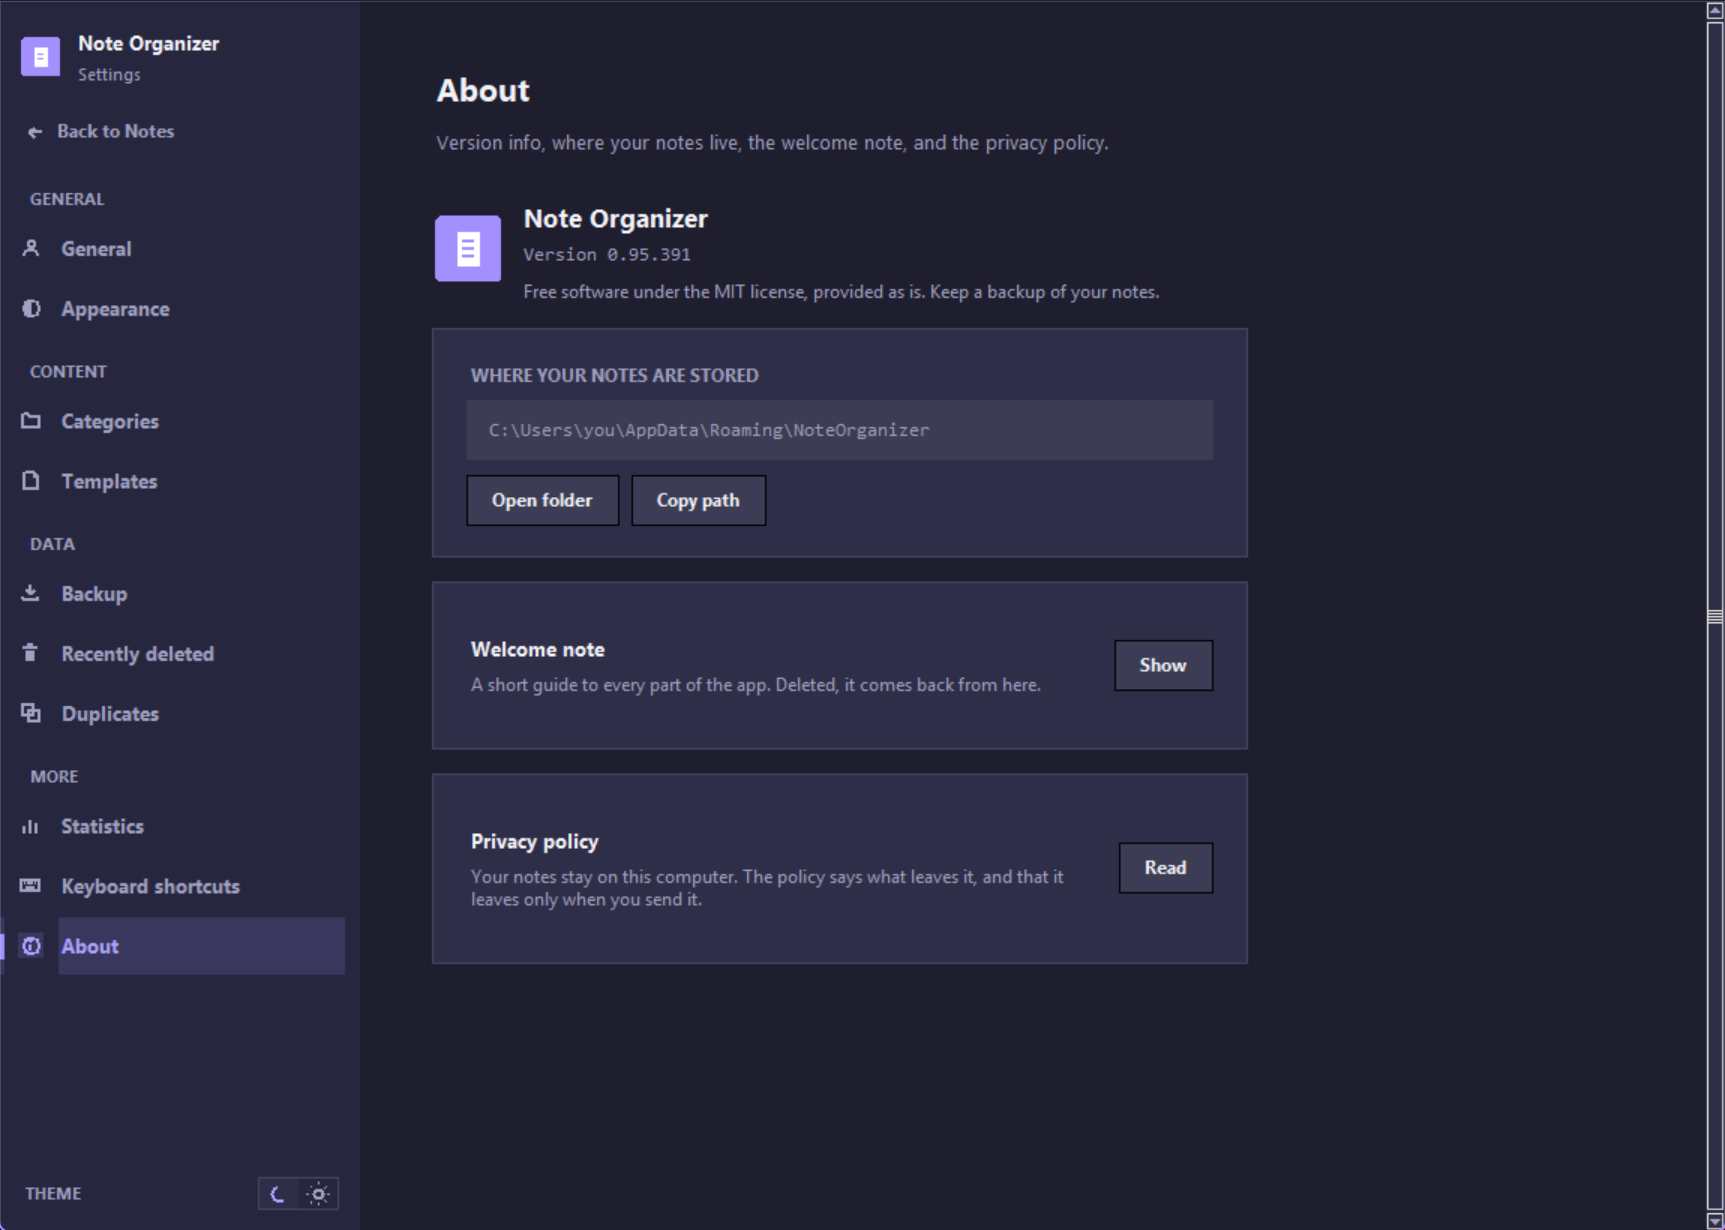 Note Organizer
Settings
Back to Notes
GENERAL
General
Appearance
CONTENT
Categories
Templates
DATA
Backup
Recently deleted
Duplicates
MORE
Statistics
Keyboard shortcuts
About
THEME
About
Version info, where your notes live, the welcome note, and the privacy policy.
Note Organizer
Version 0.95.391
Free software under the MIT license, provided as is. Keep a backup of your notes.
WHERE YOUR NOTES ARE STORED
C:\Users\you\AppData\Roaming\NoteOrganizer
Open folder Copy path
Welcome note
A short guide to every part of the app. Deleted, it comes back from here.
Show
Privacy policy
Your notes stay on this computer. The policy says what leaves it, and that it
leaves only when you send it.
Read